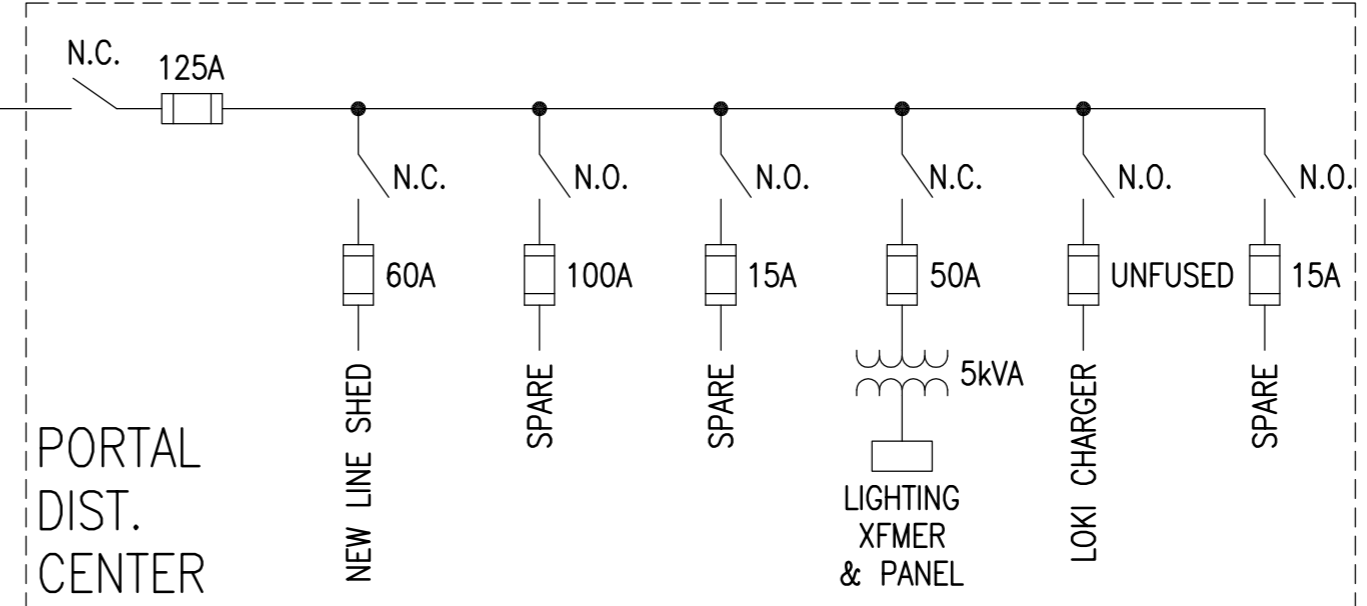 N.C.
125A
N.C.
N.O.
N.O.
N.C.
N.O.
N.O.
60A
100A
15A
50A
UNFUSED
15A
5kVA
NEW LINE SHED
SPARE
SPARE
LIGHTING
XFMER
& PANEL
LOKI CHARGER
SPARE
PORTAL
DIST.
CENTER